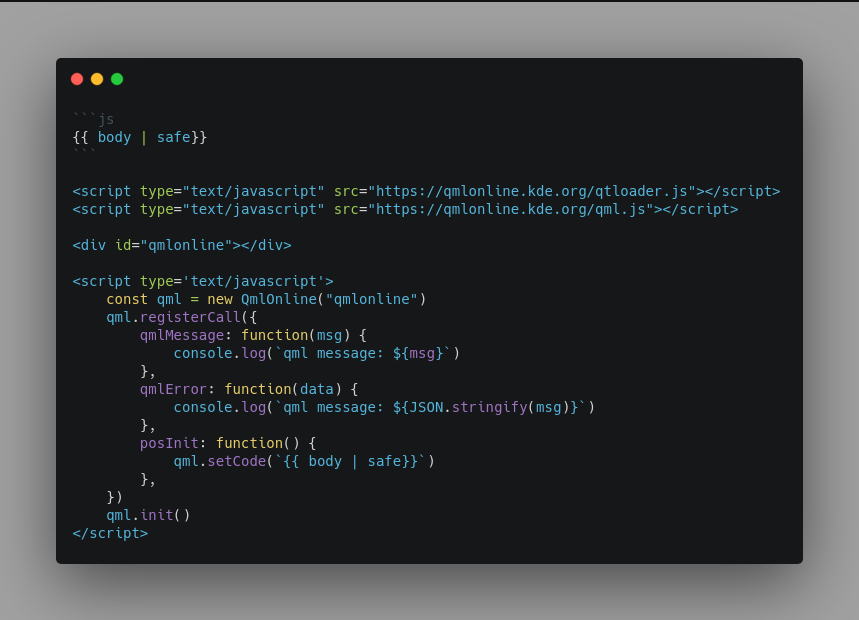 ```js
{{ body | safe}}
```

<script type="text/javascript" src="https://qmlonline.kde.org/qtloader.js"></script>
<script type="text/javascript" src="https://qmlonline.kde.org/qml.js"></script>

<div id="qmlonline"></div>

<script type='text/javascript'>
    const qml = new QmlOnline("qmlonline")
    qml.registerCall({
        qmlMessage: function(msg) {
            console.log(`qml message: ${msg}`)
        },
        qmlError: function(data) {
            console.log(`qml message: ${JSON.stringify(msg)}`)
        },
        posInit: function() {
            qml.setCode(`{{ body | safe}}`)
        },
    })
    qml.init()
</script>